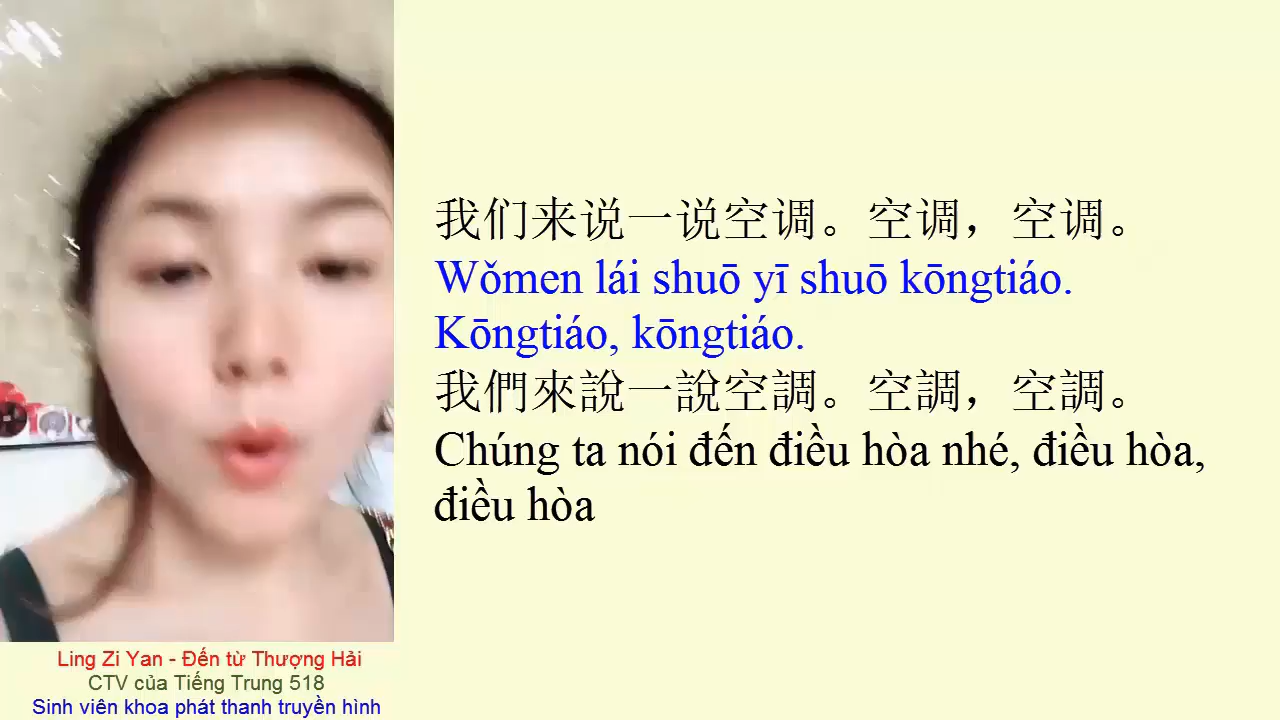 我们来说一说空调。空调，空调。
Wǒmen lái shuō yī shuō kōngtiáo.
Kōngtiáo, kōngtiáo.
我們來說一說空調。空調，空調。
Chúng ta nói đến điều hòa nhé, điều hòa,
điều hòa
Ling Zi Yan - Đến từ Thượng Hải
CTV của Tiếng Trung 518
Sinh viên khoa phát thanh truyền hình